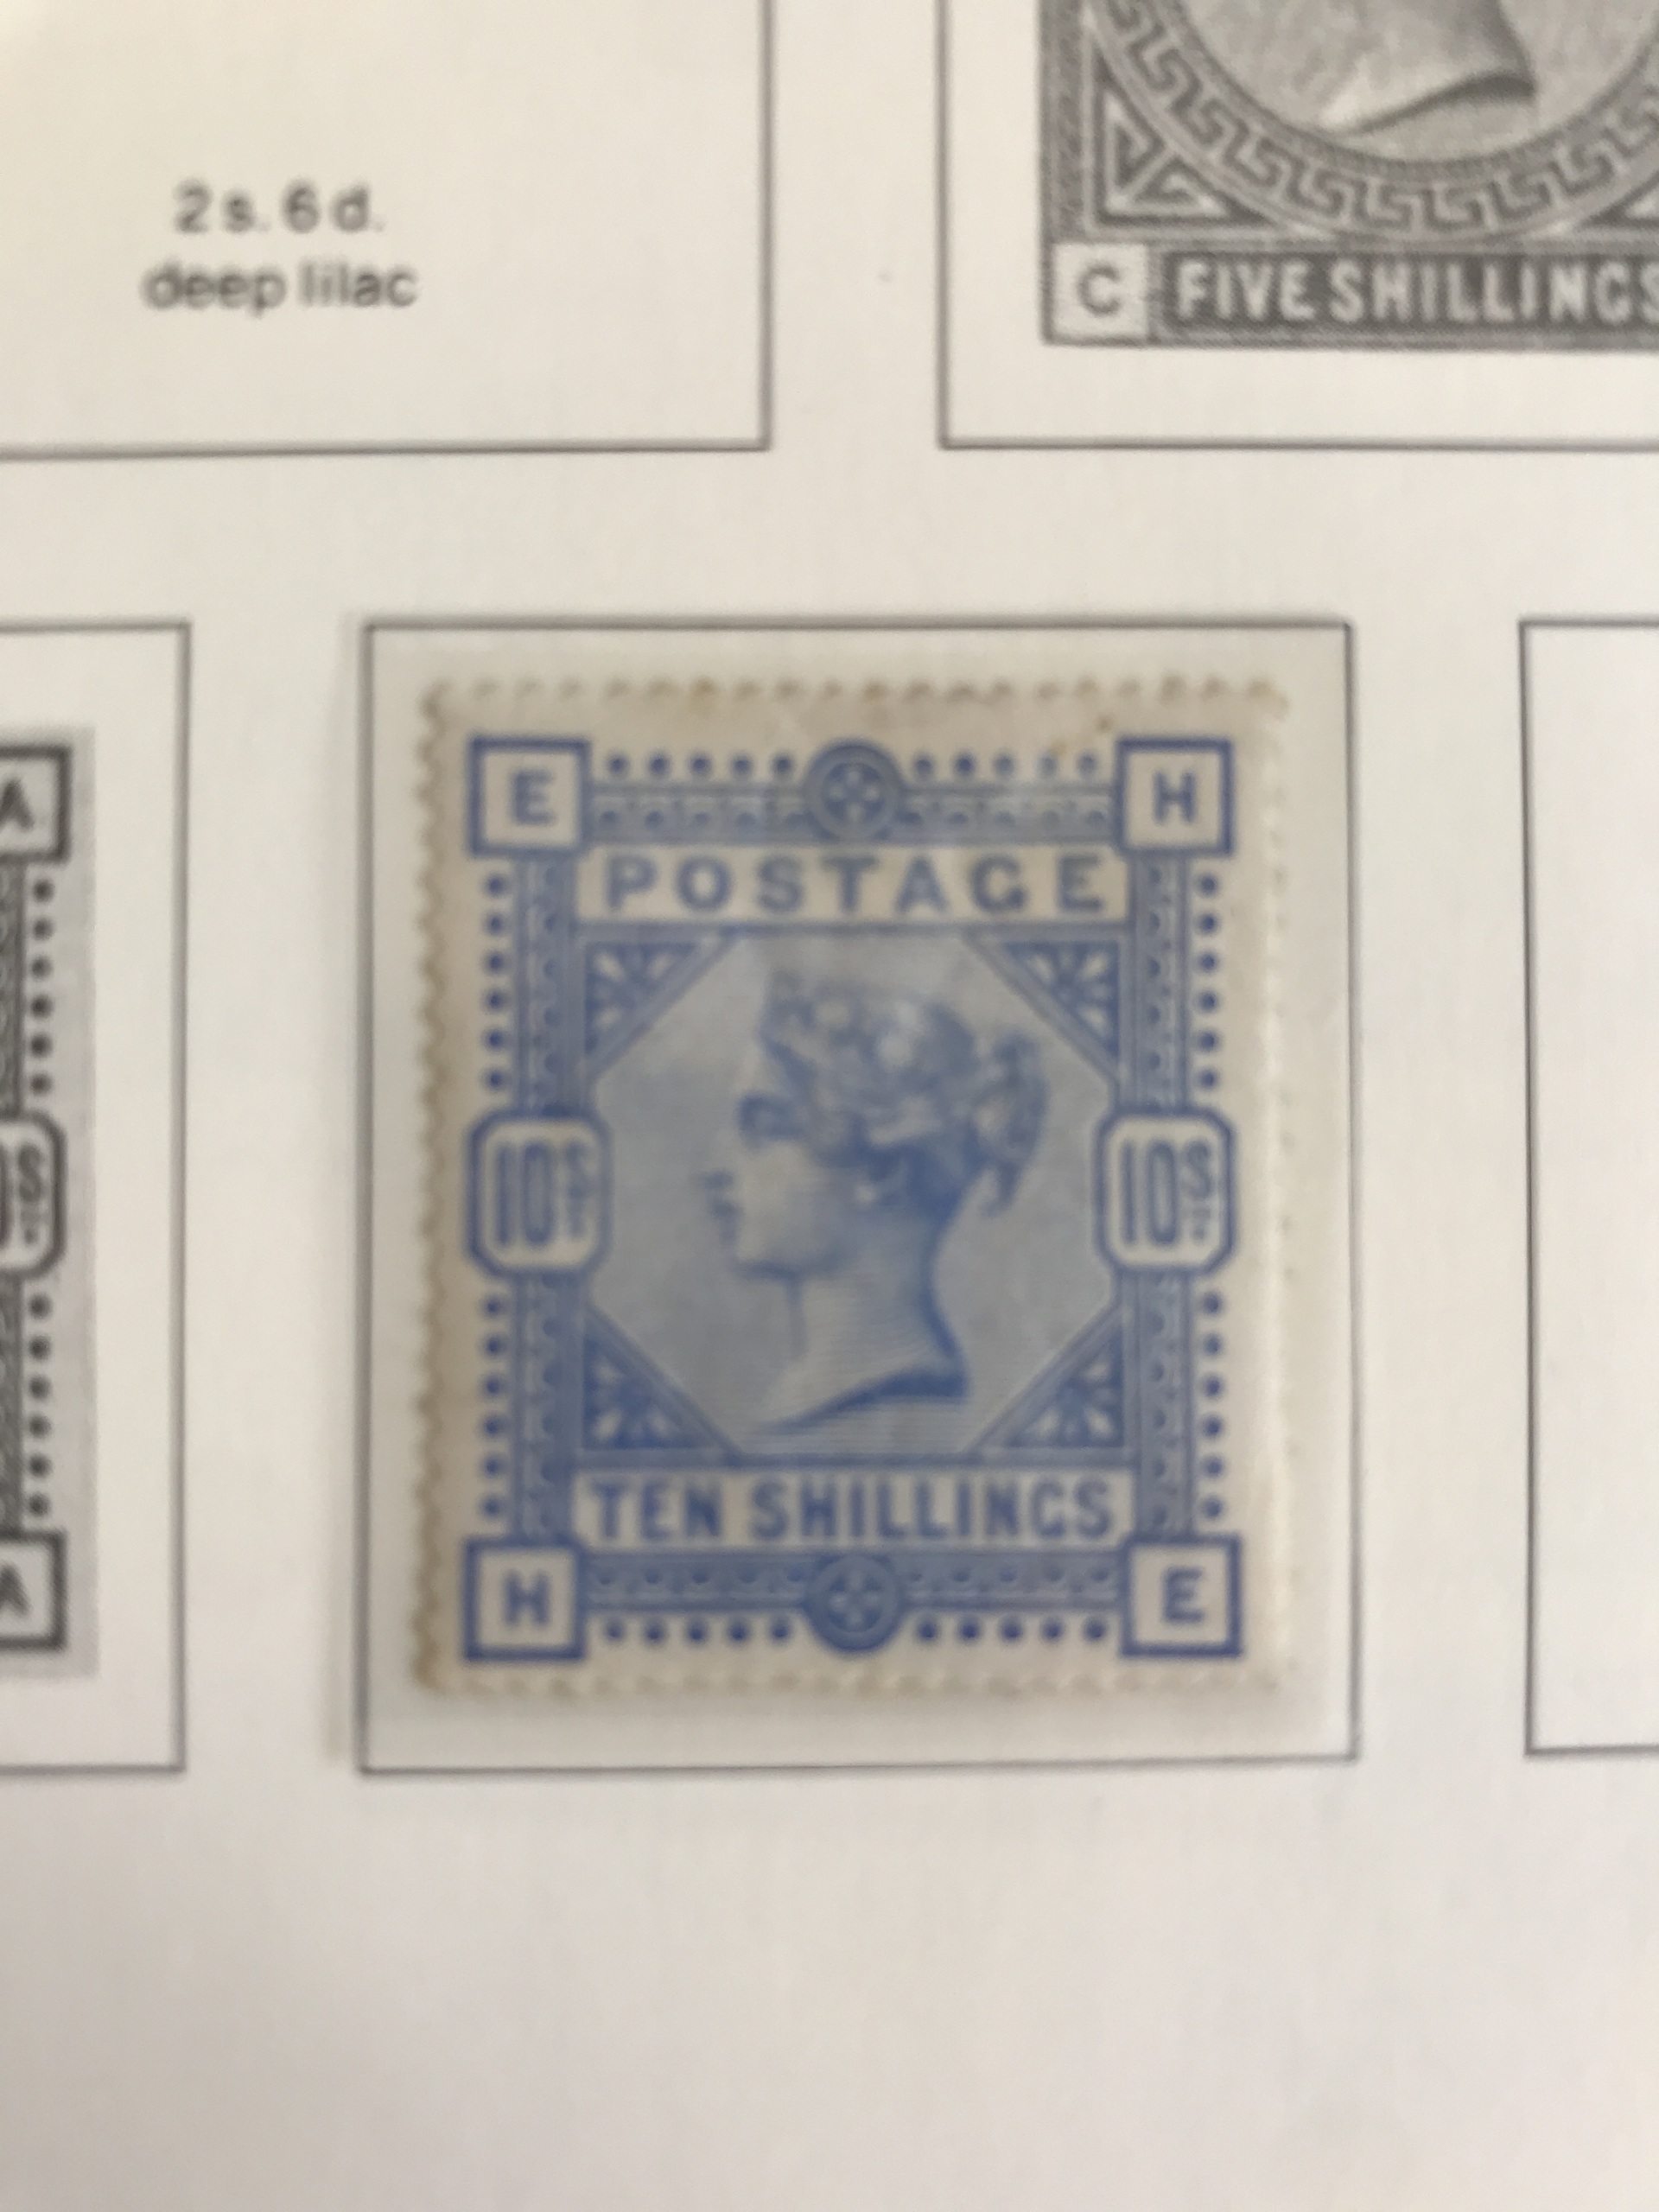 2s. 6d.
deep lilac
C FIVE SHILLINGS
A
E H
POSTAGE
10S 10S
TEN SHILLINGS
H E
A